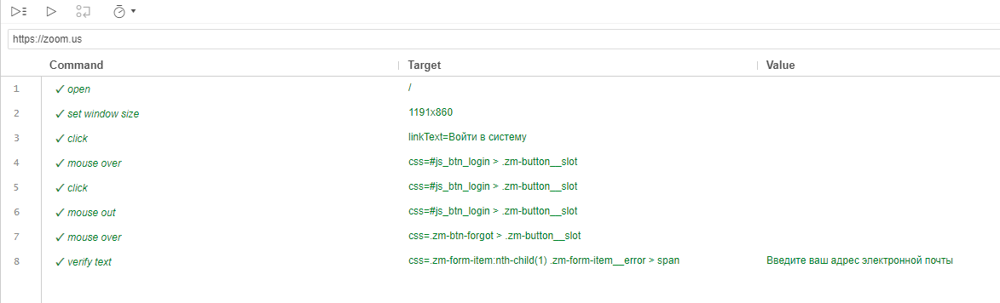 https://zoom.us
Command Target Value
1 ✓ open /
2 ✓ set window size 1191x860
3 ✓ click linkText=Войти в систему
4 ✓ mouse over css=#js_btn_login > .zm-button__slot
5 ✓ click css=#js_btn_login > .zm-button__slot
6 ✓ mouse out css=#js_btn_login > .zm-button__slot
7 ✓ mouse over css=.zm-btn-forgot > .zm-button__slot
8 ✓ verify text css=.zm-form-item:nth-child(1) .zm-form-item__error > span Введите ваш адрес электронной почты